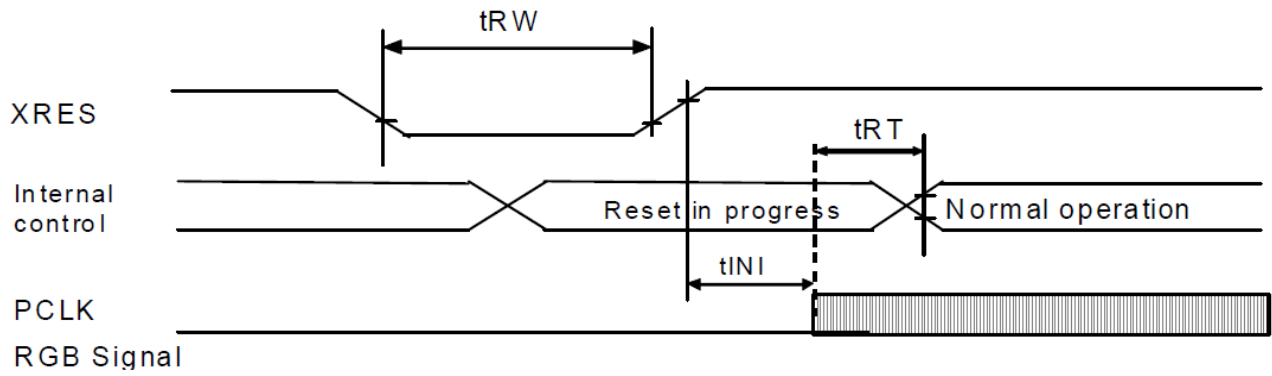 tRW
XRES
tRT
Internal
control
Reset in progress
Normal operation
tINI
PCLK
RGB Signal